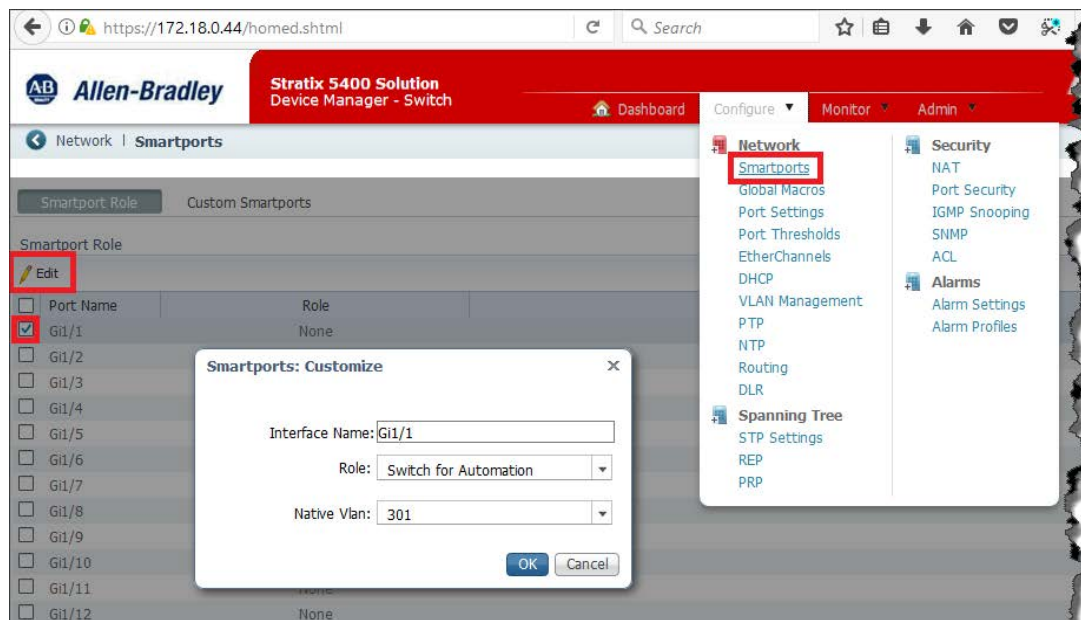 https://172.18.0.44/homed.shtml
Search
AB Allen-Bradley
Stratix 5400 Solution
Device Manager - Switch
Dashboard Configure Monitor Admin
Network | Smartports
Network
Smartports
Global Macros
Port Settings
Port Thresholds
EtherChannels
DHCP
VLAN Management
PTP
NTP
Routing
DLR
Spanning Tree
STP Settings
REP
PRP
Security
NAT
Port Security
IGMP Snooping
SNMP
ACL
Alarms
Alarm Settings
Alarm Profiles
Smartport Role Custom Smartports
Smartport Role
Edit
Port Name Role
Gi1/1 None
Gi1/2
Gi1/3
Gi1/4
Gi1/5
Gi1/6
Gi1/7
Gi1/8
Gi1/9
Gi1/10
Gi1/11 None
Gi1/12 None
Smartports: Customize
Interface Name: Gi1/1
Role: Switch for Automation
Native Vlan: 301
OK Cancel